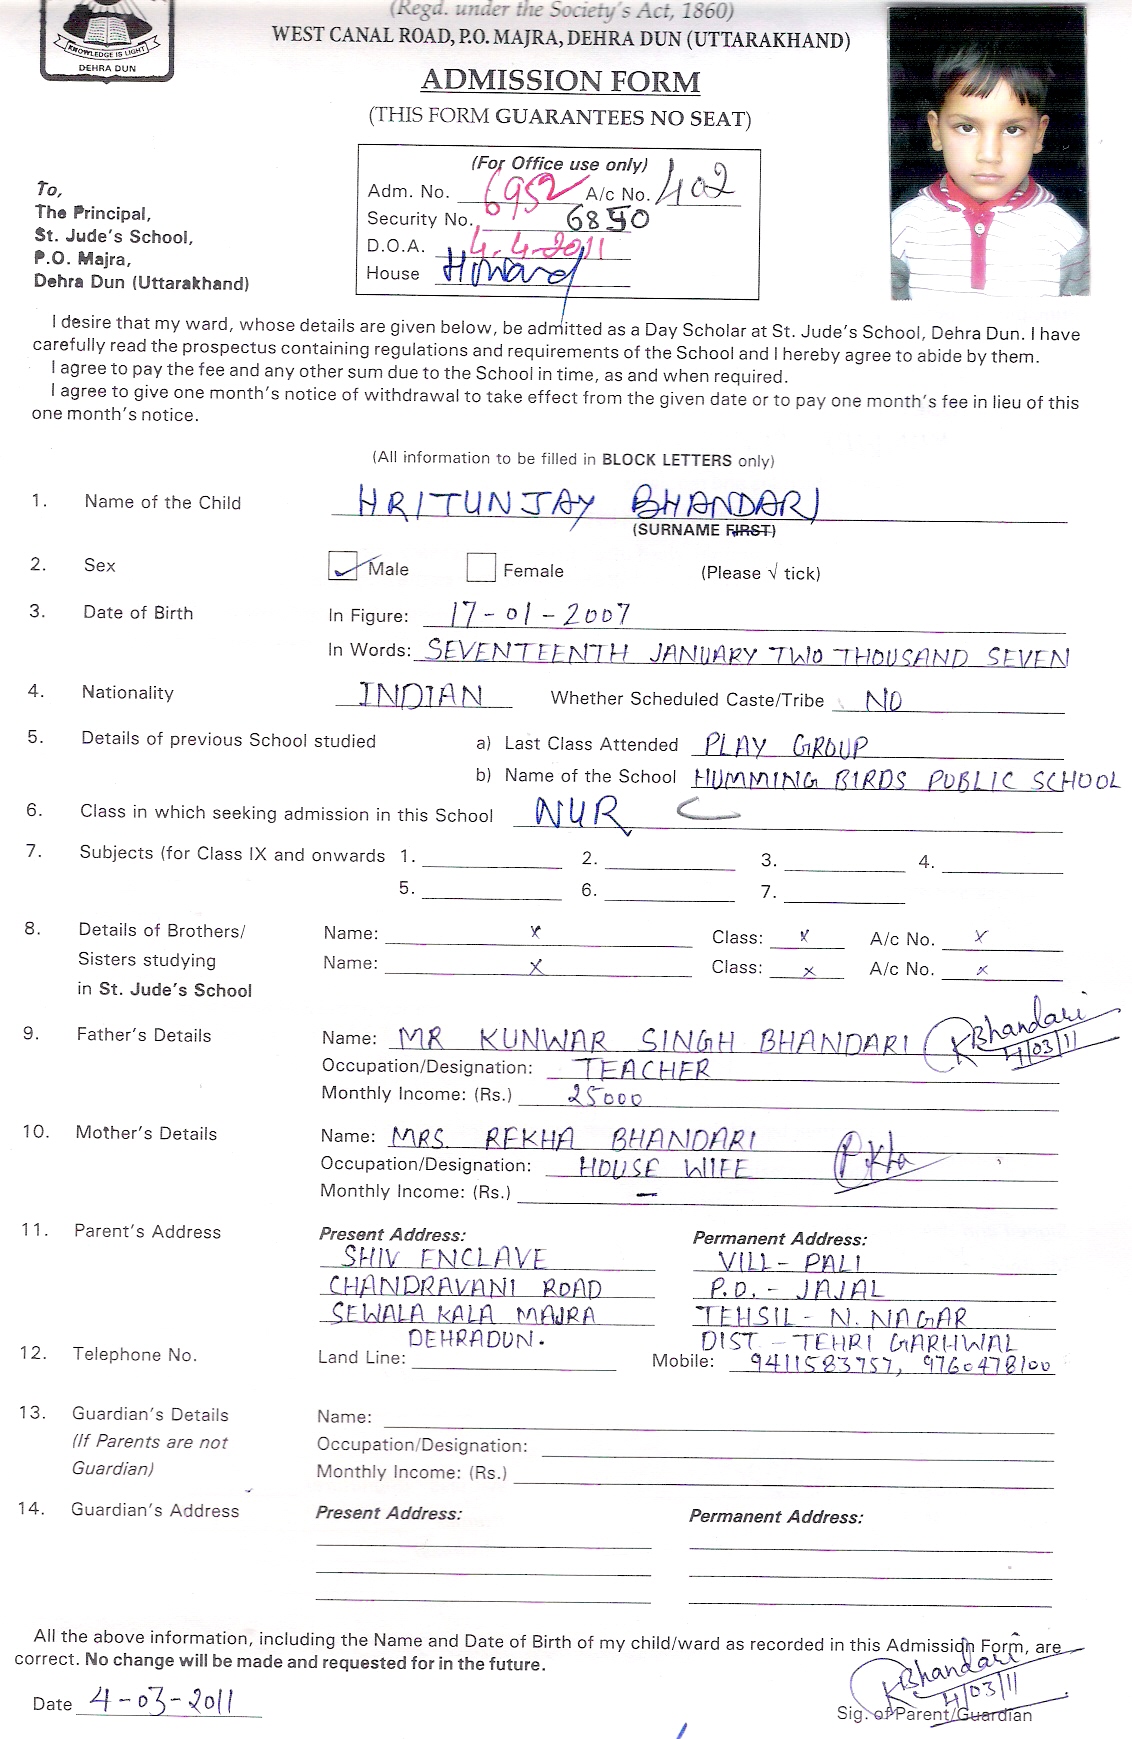 (Regd. under the Society's Act, 1860)
WEST CANAL ROAD, P.O. MAJRA, DEHRA DUN (UTTARAKHAND)
KNOWLEDGE IS LIGHT
DEHRA DUN
ADMISSION FORM
(THIS FORM GUARANTEES NO SEAT)
(For Office use only)
Adm. No. 6952 A/c No. 402
Security No. 6850
D.O.A. 4.4.2011
House Howard
To,
The Principal,
St. Jude's School,
P.O. Majra,
Dehra Dun (Uttarakhand)
I desire that my ward, whose details are given below, be admitted as a Day Scholar at St. Jude's School, Dehra Dun. I have
carefully read the prospectus containing regulations and requirements of the School and I hereby agree to abide by them.
I agree to pay the fee and any other sum due to the School in time, as and when required.
I agree to give one month's notice of withdrawal to take effect from the given date or to pay one month's fee in lieu of this
one month's notice.
(All information to be filled in BLOCK LETTERS only)
1. Name of the Child HRITUNJAY BHANDARI
(SURNAME FIRST)
2. Sex Male Female (Please √ tick)
3. Date of Birth In Figure: 17-01-2007
In Words: SEVENTEENTH JANUARY TWO THOUSAND SEVEN
4. Nationality INDIAN Whether Scheduled Caste/Tribe NO
5. Details of previous School studied a) Last Class Attended PLAY GROUP
b) Name of the School HUMMING BIRDS PUBLIC SCHOOL
6. Class in which seeking admission in this School NUR C
7. Subjects (for Class IX and onwards 1. 2. 3. 4.
5. 6. 7.
8. Details of Brothers/ Name: x Class: x A/c No. x
Sisters studying Name: x Class: x A/c No. x
in St. Jude's School
9. Father's Details Name: MR KUNWAR SINGH BHANDARI KBhandari
4/03/11
Occupation/Designation: TEACHER
Monthly Income: (Rs.) 25000
10. Mother's Details Name: MRS. REKHA BHANDARI
Occupation/Designation: HOUSE WIFE
Monthly Income: (Rs.) -
11. Parent's Address Present Address: Permanent Address:
SHIV ENCLAVE VILL- PALI
CHANDRAVANI ROAD P.O. - JAJAL
SEWALA KALA MAJRA TEHSIL - N. NAGAR
DEHRADUN. DIST - TEHRI GARHWAL
12. Telephone No. Land Line: Mobile: 9411583757, 9760478100
13. Guardian's Details Name:
(If Parents are not Occupation/Designation:
Guardian) Monthly Income: (Rs.)
14. Guardian's Address Present Address: Permanent Address:
All the above information, including the Name and Date of Birth of my child/ward as recorded in this Admission Form, are
correct. No change will be made and requested for in the future.
KBhandari
4/03/11
Date 4-03-2011 Sig. of Parent/Guardian